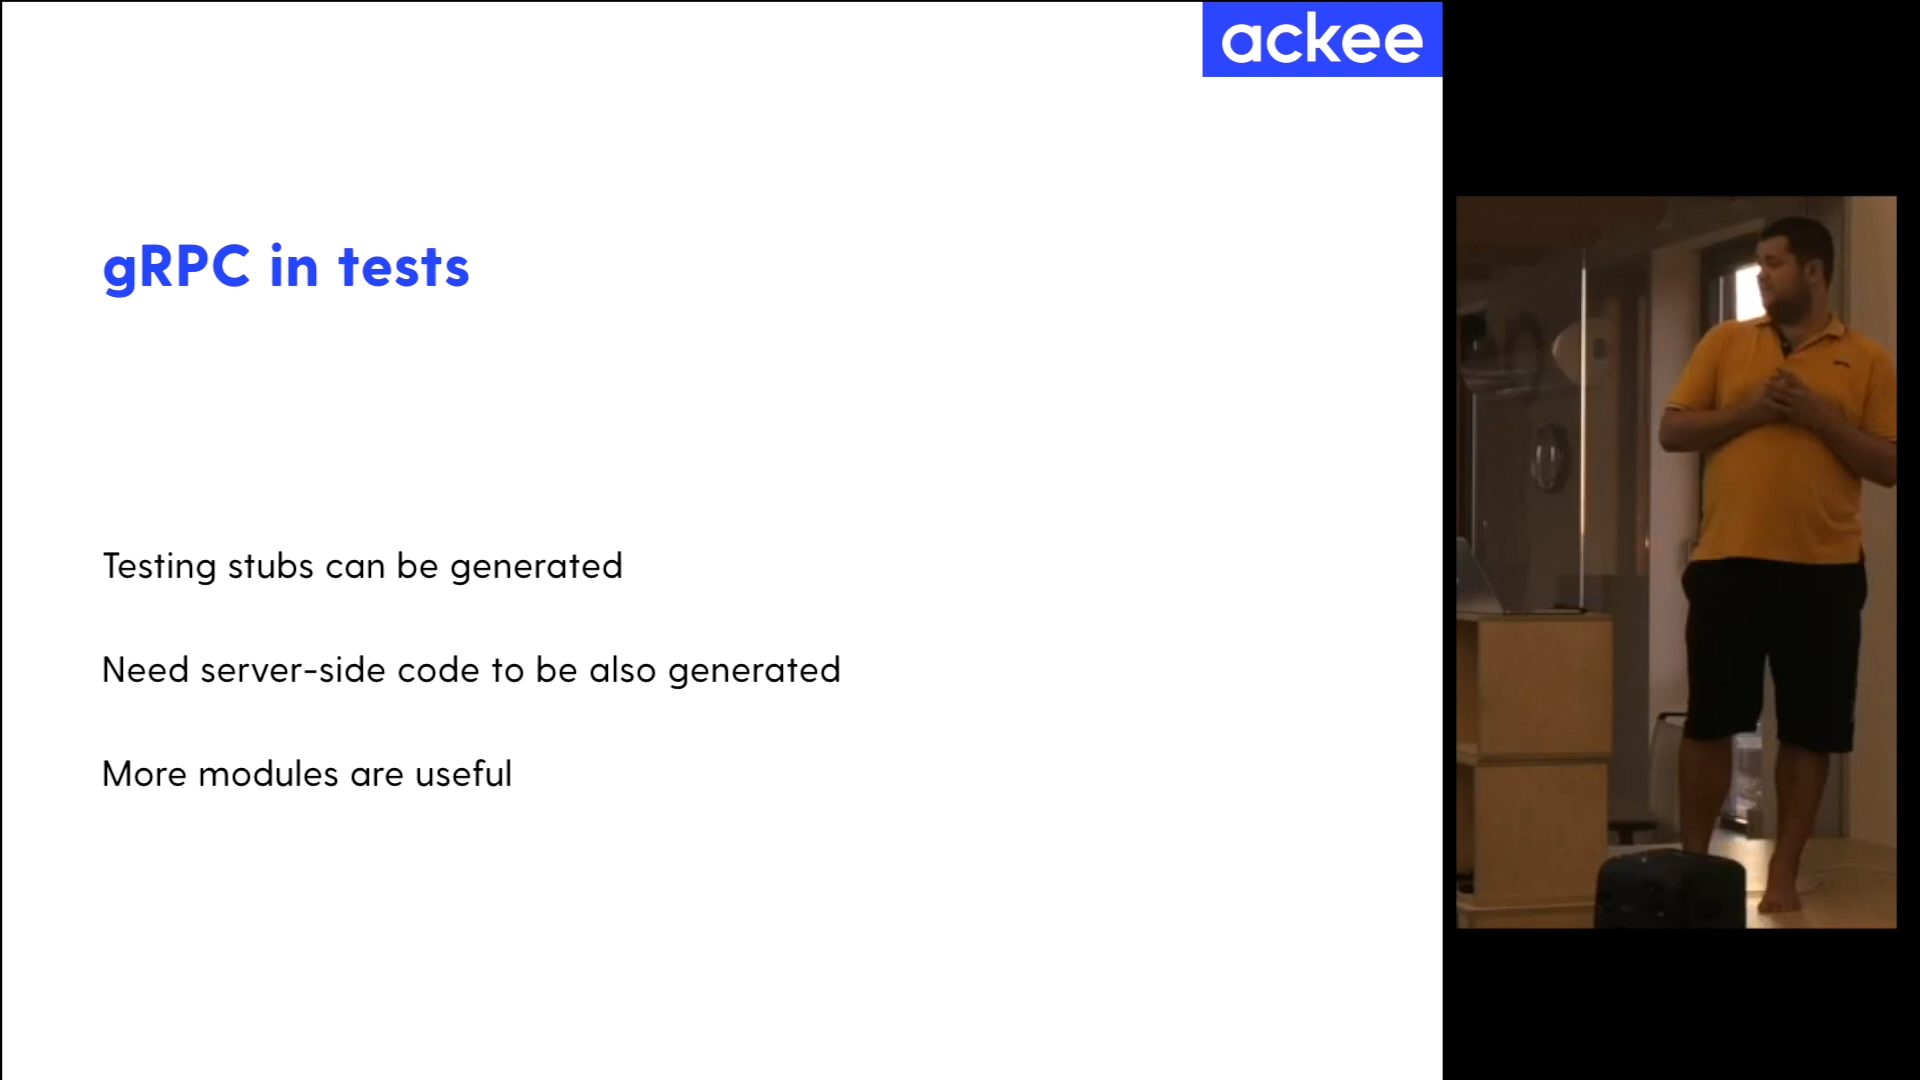 ackee
gRPC in tests
Testing stubs can be generated
Need server-side code to be also generated
More modules are useful